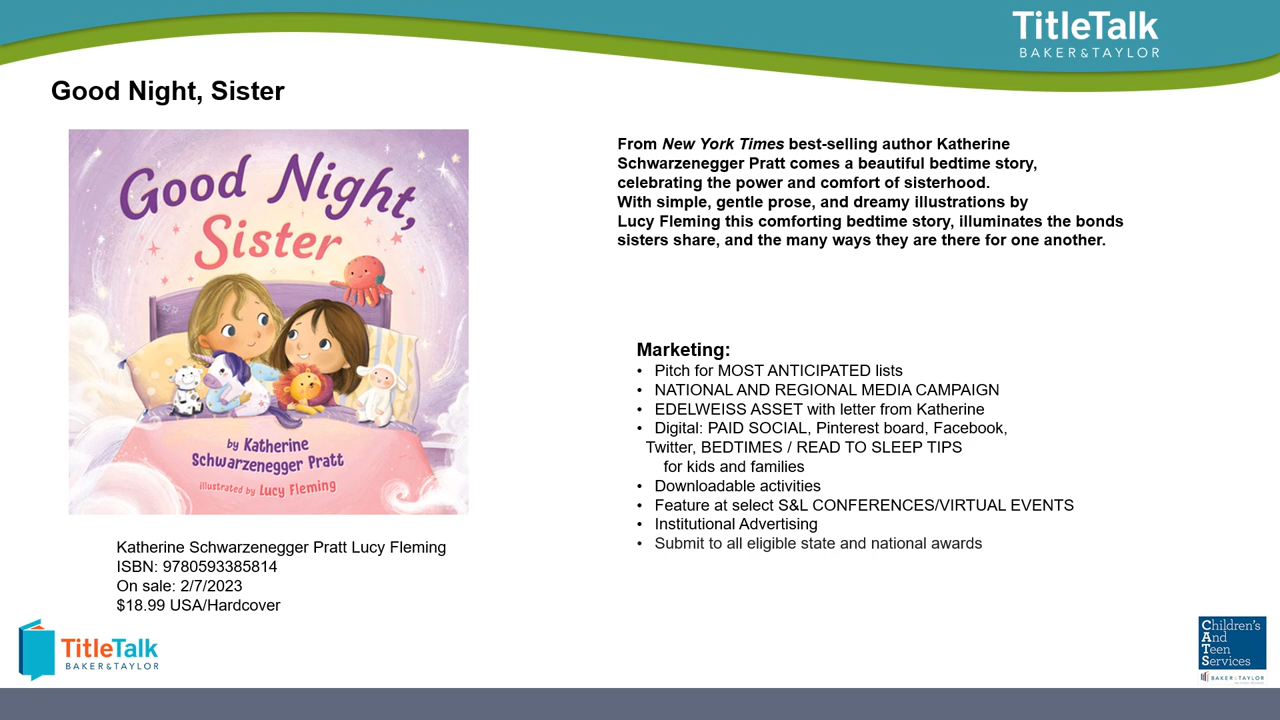 TitleTalk
BAKER & TAYLOR
Good Night, Sister
Good Night,
Sister
by Katherine
Schwarzenegger Pratt
illustrated by Lucy Fleming
Katherine Schwarzenegger Pratt Lucy Fleming
ISBN: 9780593385814
On sale: 2/7/2023
$18.99 USA/Hardcover
From New York Times best-selling author Katherine
Schwarzenegger Pratt comes a beautiful bedtime story,
celebrating the power and comfort of sisterhood.
With simple, gentle prose, and dreamy illustrations by
Lucy Fleming this comforting bedtime story, illuminates the bonds
sisters share, and the many ways they are there for one another.
Marketing:
• Pitch for MOST ANTICIPATED lists
• NATIONAL AND REGIONAL MEDIA CAMPAIGN
• EDELWEISS ASSET with letter from Katherine
• Digital: PAID SOCIAL, Pinterest board, Facebook,
Twitter, BEDTIMES / READ TO SLEEP TIPS
for kids and families
• Downloadable activities
• Feature at select S&L CONFERENCES/VIRTUAL EVENTS
• Institutional Advertising
• Submit to all eligible state and national awards
TitleTalk
BAKER & TAYLOR
Children's
And
Teen
Services
BAKER & TAYLOR